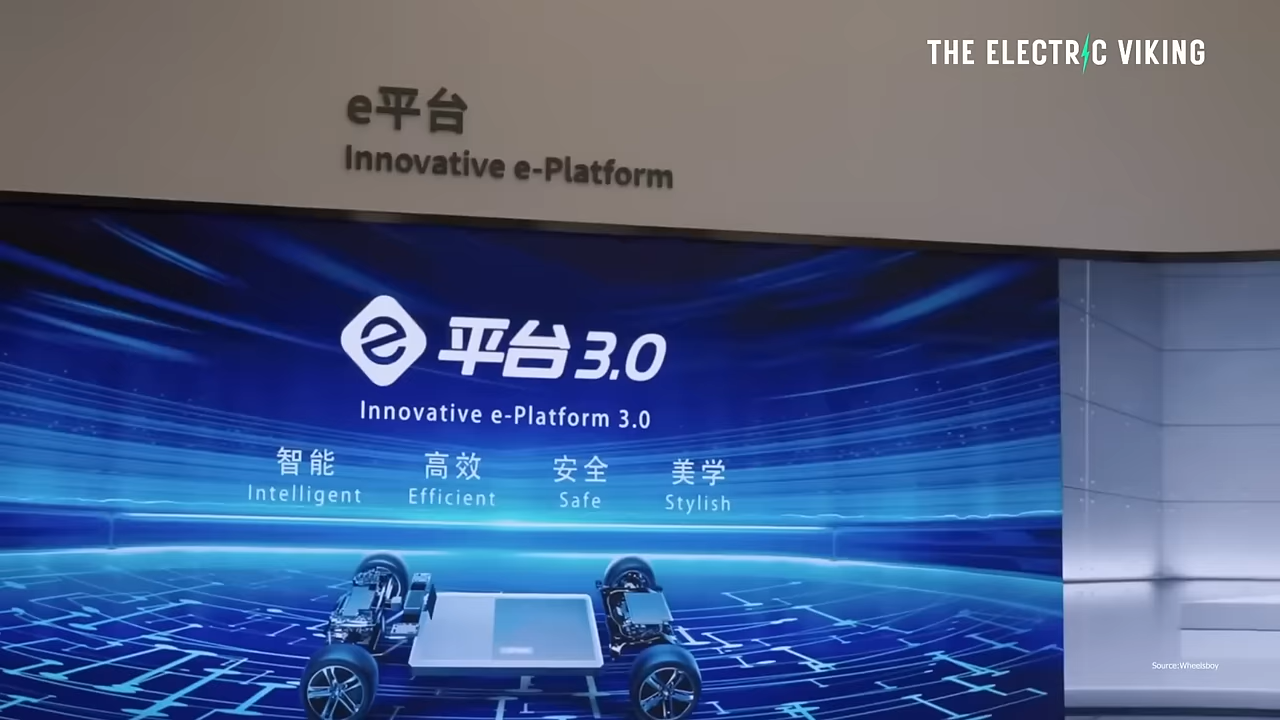 THE ELECTRIC VIKING
e平台
Innovative e-Platform
e 平台3.0
Innovative e-Platform 3.0
智能 高效 安全 美学
Intelligent Efficient Safe Stylish
Source:Wheelsboy